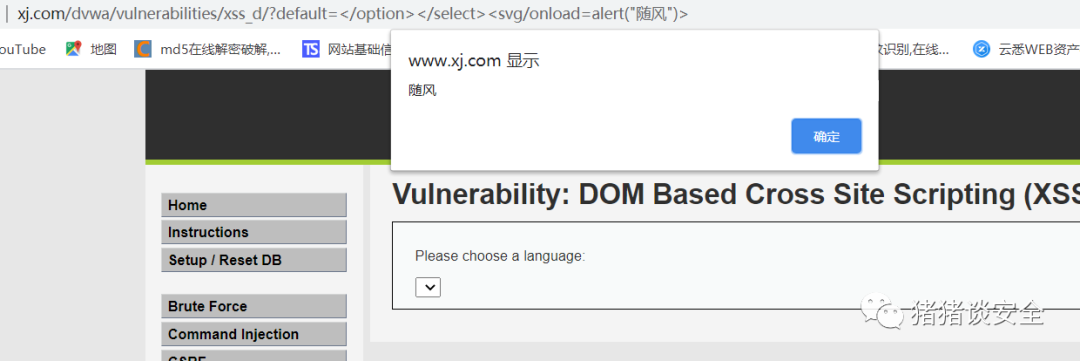 xj.com/dvwa/vulnerabilities/xss_d/?default=</option></select><svg/onload=alert("随风")>
ouTube 地图 md5在线解密破解,... TS 网站基础信 识别,在线... 云悉WEB资产
www.xj.com 显示
随风
确定
Vulnerability: DOM Based Cross Site Scripting (XSS
Please choose a language:
Home
Instructions
Setup / Reset DB
Brute Force
Command Injection
CSRF
猪猪谈安全